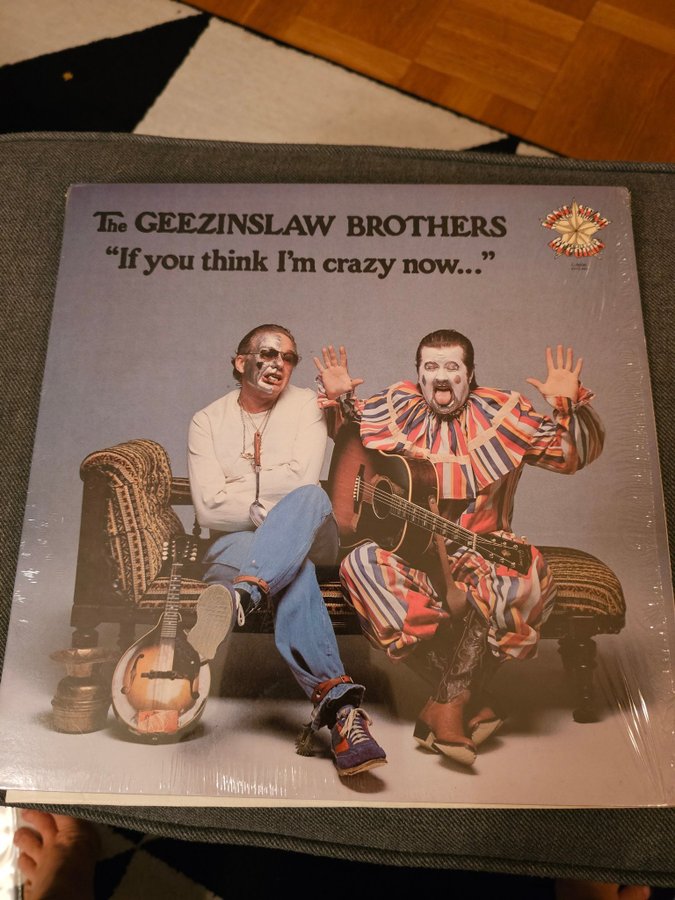 The GEEZINSLAW BROTHERS
“If you think I'm crazy now...”